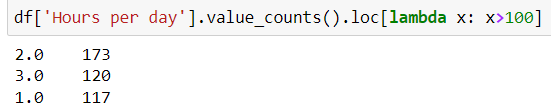 df['Hours per day'].value_counts().loc[lambda x: x>100]
2.0    173
3.0    120
1.0    117